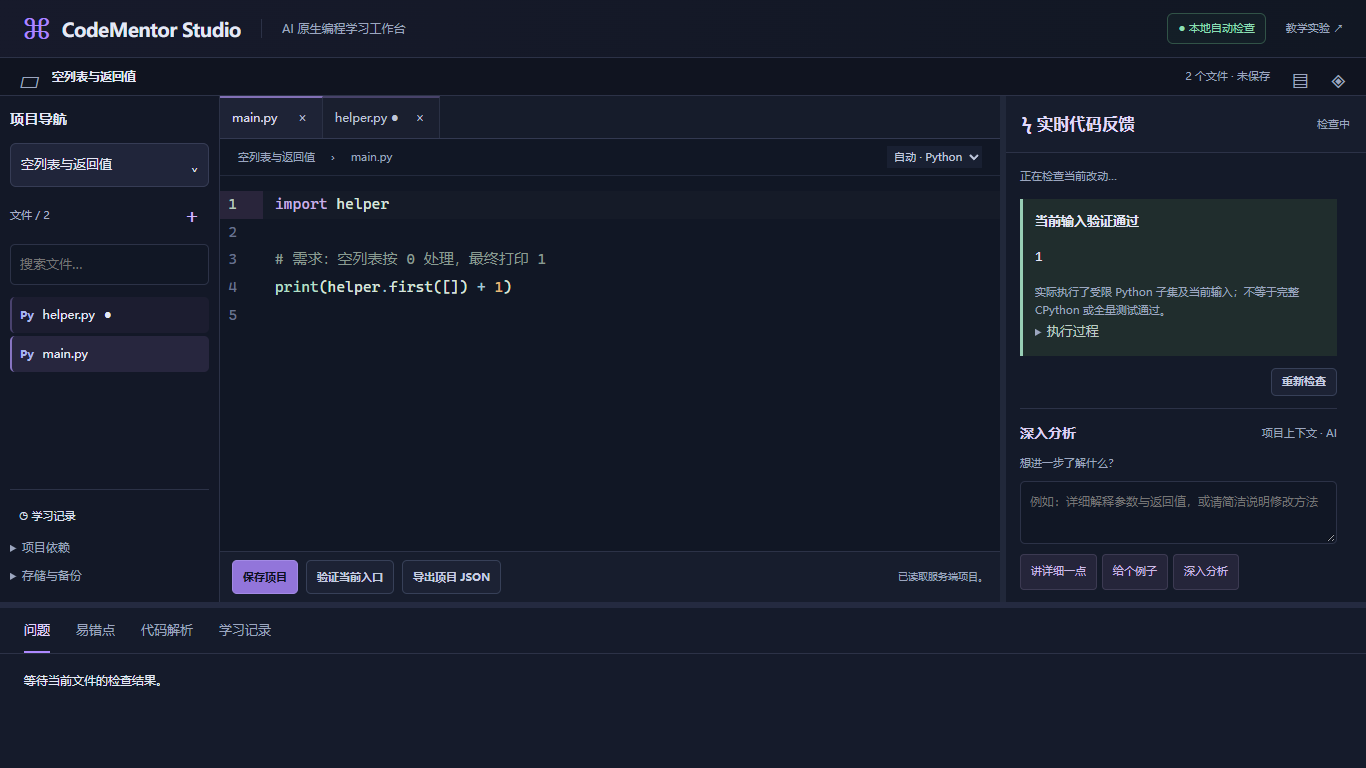 CodeMentor Studio
AI 原生编程学习工作台
本地自动检查
教学实验 ↗
空列表与返回值
2 个文件 · 未保存
项目导航
空列表与返回值
文件 / 2
+
搜索文件...
Py helper.py ●
Py main.py
学习记录
▸ 项目依赖
▸ 存储与备份
main.py ×
helper.py ● ×
空列表与返回值 › main.py
自动 · Python
1 import helper
2
3 # 需求：空列表按 0 处理，最终打印 1
4 print(helper.first([]) + 1)
5
保存项目
验证当前入口
导出项目 JSON
已读取服务端项目。
实时代码反馈
检查中
正在检查当前改动...
当前输入验证通过
1
实际执行了受限 Python 子集及当前输入；不等于完整
CPython 或全量测试通过。
▸ 执行过程
重新检查
深入分析
项目上下文 · AI
想进一步了解什么？
例如：详细解释参数与返回值，或请简洁说明修改方法
讲详细一点
给个例子
深入分析
问题
易错点
代码解析
学习记录
等待当前文件的检查结果。